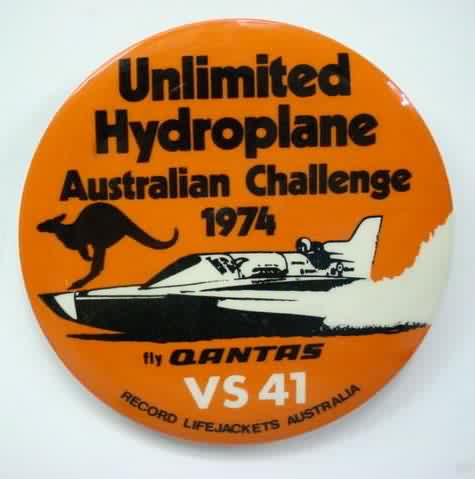 Unlimited
Hydroplane
Australian Challenge
1974
fly QANTAS
VS 41
RECORD LIFEJACKETS AUSTRALIA